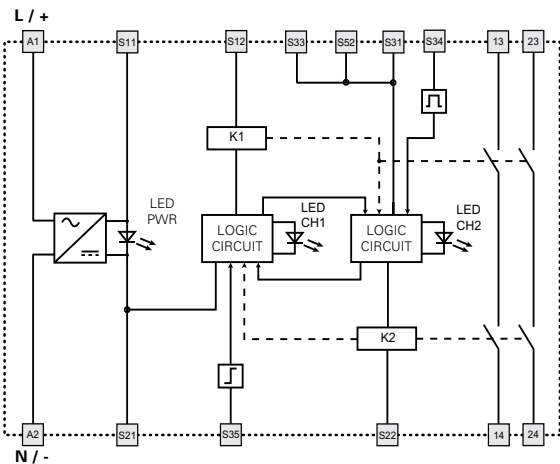 L / +
A1 S11 S12 S33 S52 S31 S34 13 23
K1
LED
PWR
LOGIC
CIRCUIT
LED
CH1
LOGIC
CIRCUIT
LED
CH2
K2
A2 S21 S35 S22 14 24
N / -